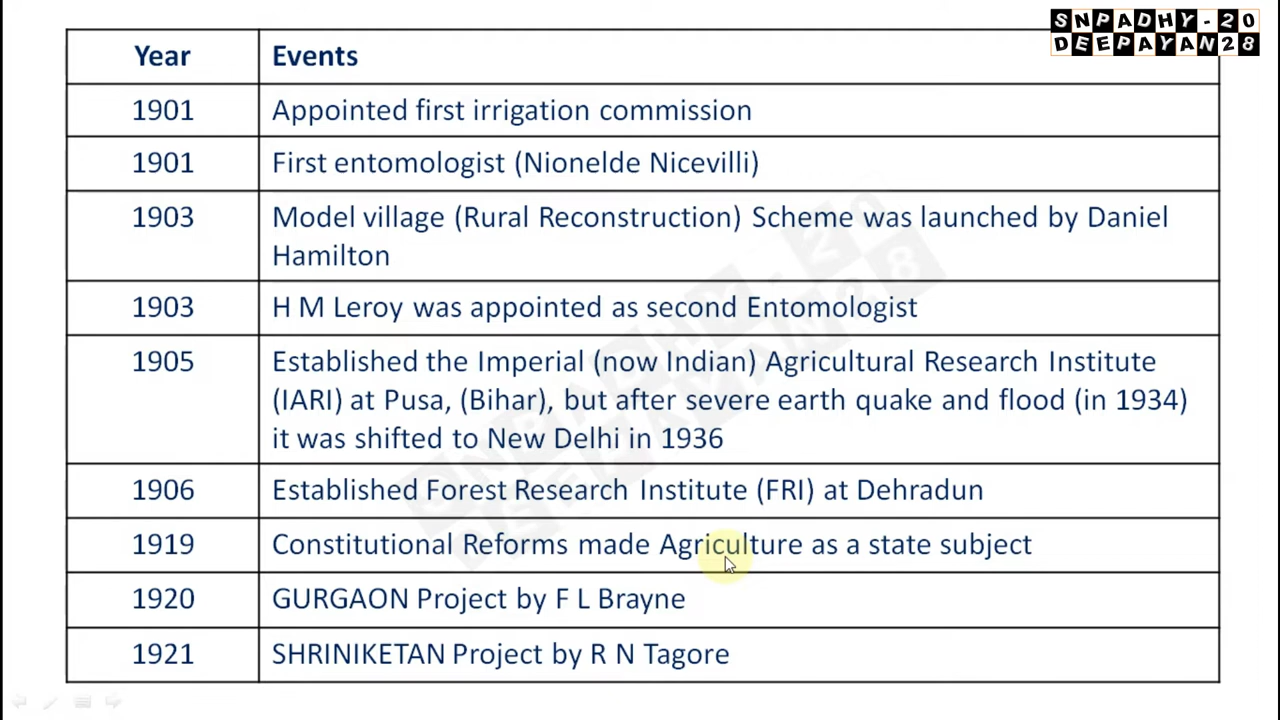 SNPADHY-20
DEEPAYAN28
Year Events
1901 Appointed first irrigation commission
1901 First entomologist (Nionelde Nicevilli)
1903 Model village (Rural Reconstruction) Scheme was launched by Daniel
Hamilton
1903 H M Leroy was appointed as second Entomologist
1905 Established the Imperial (now Indian) Agricultural Research Institute
(IARI) at Pusa, (Bihar), but after severe earth quake and flood (in 1934)
it was shifted to New Delhi in 1936
1906 Established Forest Research Institute (FRI) at Dehradun
1919 Constitutional Reforms made Agriculture as a state subject
1920 GURGAON Project by F L Brayne
1921 SHRINIKETAN Project by R N Tagore
SNPADHY-20
DEEPAYAN28